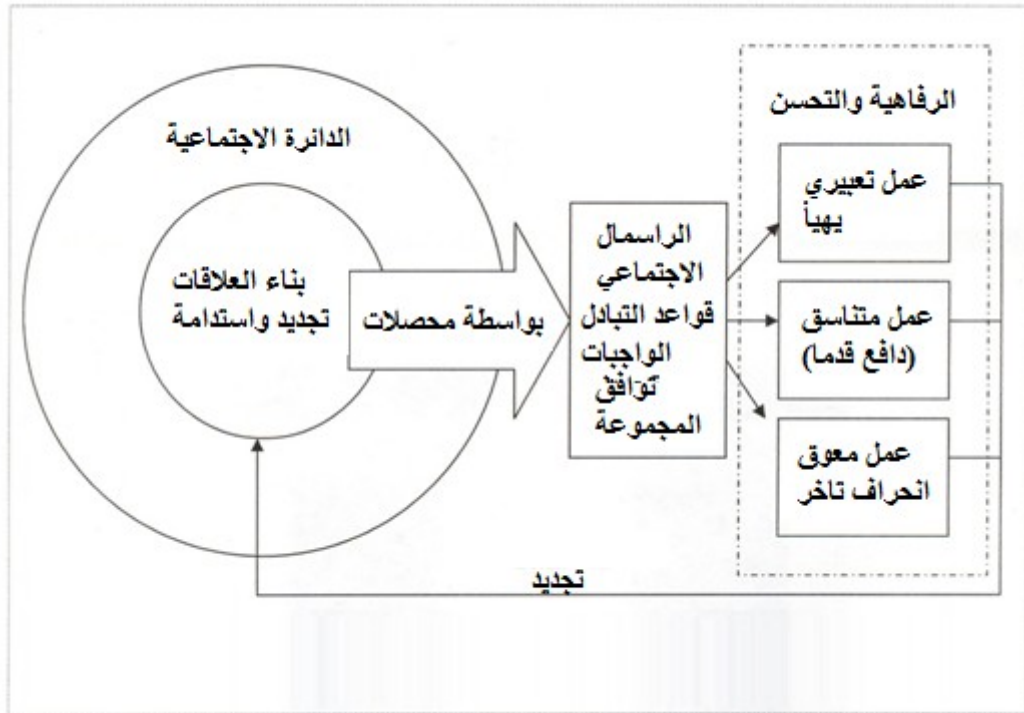 الرفاهية والتحسن
الدائرة الاجتماعية
عمل تعبيري
يهيأ
الراسمال
الاجتماعي
قواعد التبادل
الواجبات
توافق
المجموعة
بناء العلاقات
تجديد واستدامة
بواسطة محصلات
عمل متناسق
(دافع قدما)
عمل معوق
انحراف تاخر
تجديد